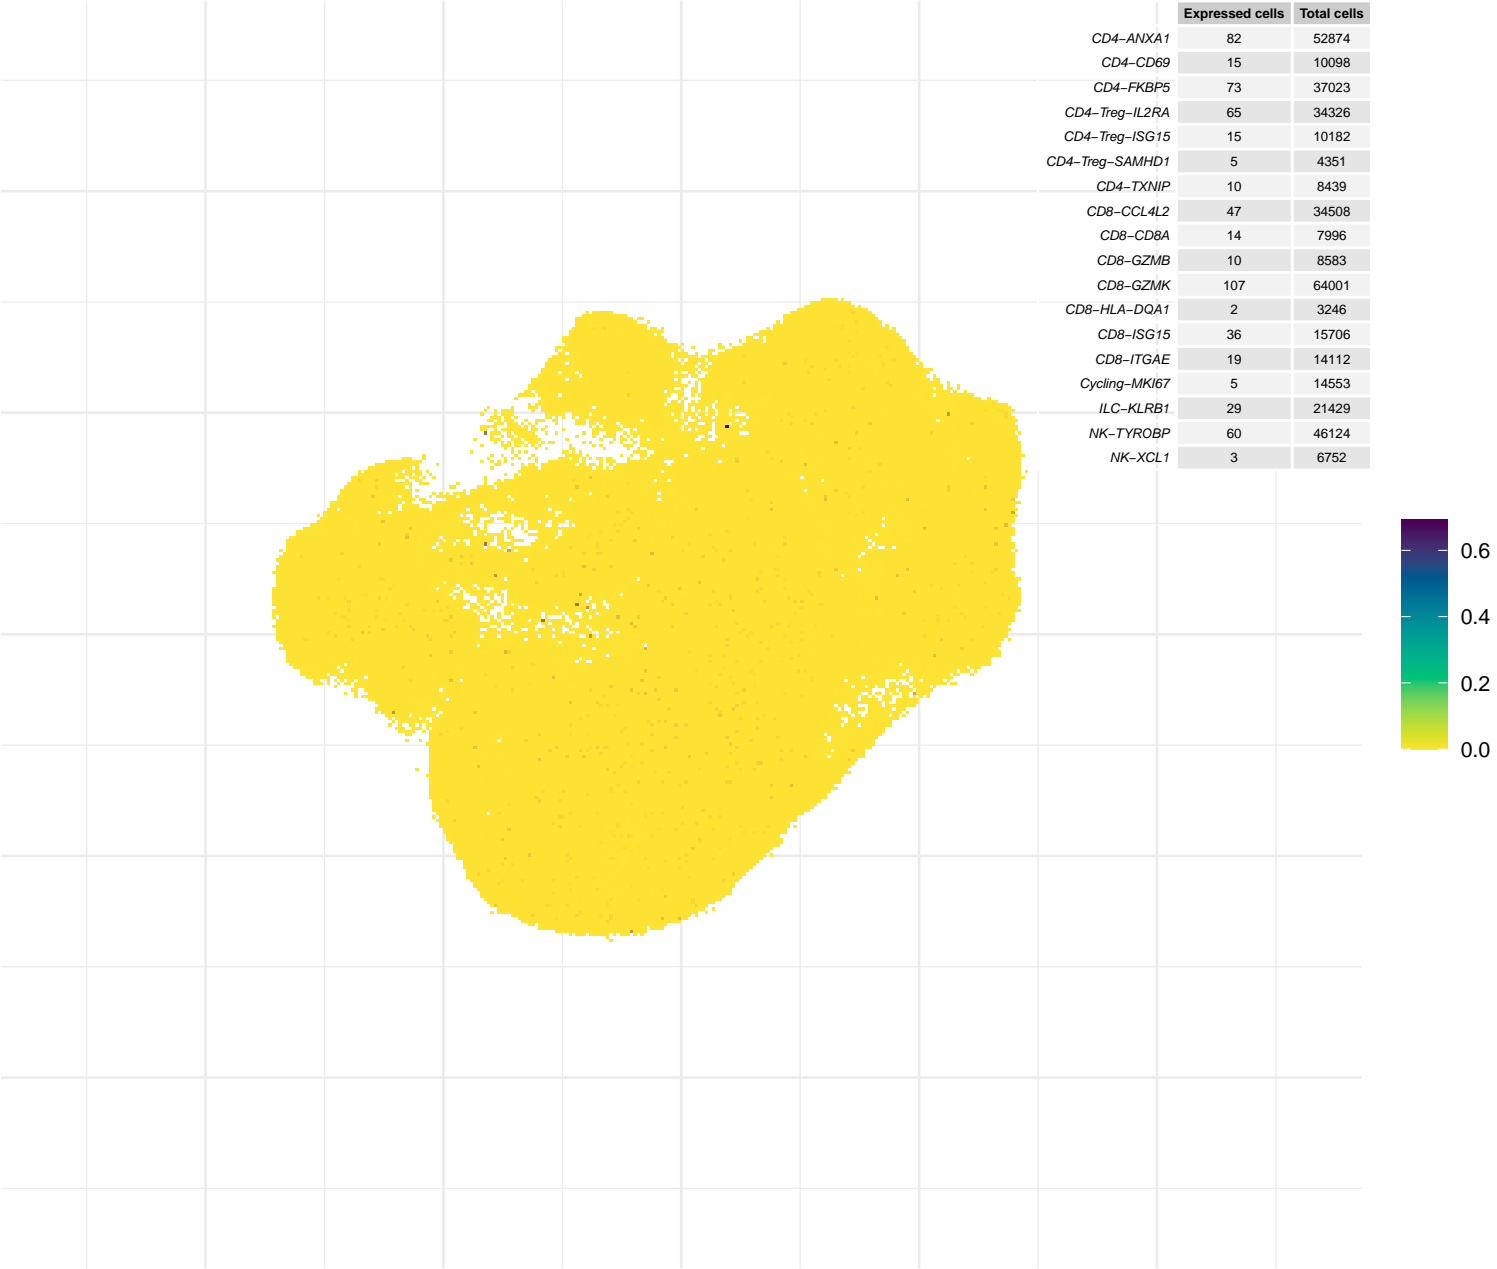 Expressed cells Total cells
CD4−ANXA1 82 52874
CD4−CD69 15 10098
CD4−FKBP5 73 37023
CD4−Treg−IL2RA 65 34326
CD4−Treg−ISG15 15 10182
CD4−Treg−SAMHD1 5 4351
CD4−TXNIP 10 8439
CD8−CCL4L2 47 34508
CD8−CD8A 14 7996
CD8−GZMB 10 8583
CD8−GZMK 107 64001
CD8−HLA−DQA1 2 3246
CD8−ISG15 36 15706
CD8−ITGAE 19 14112
Cycling−MKI67 5 14553
ILC−KLRB1 29 21429
NK−TYROBP 60 46124
NK−XCL1 3 6752
0.6
0.4
0.2
0.0